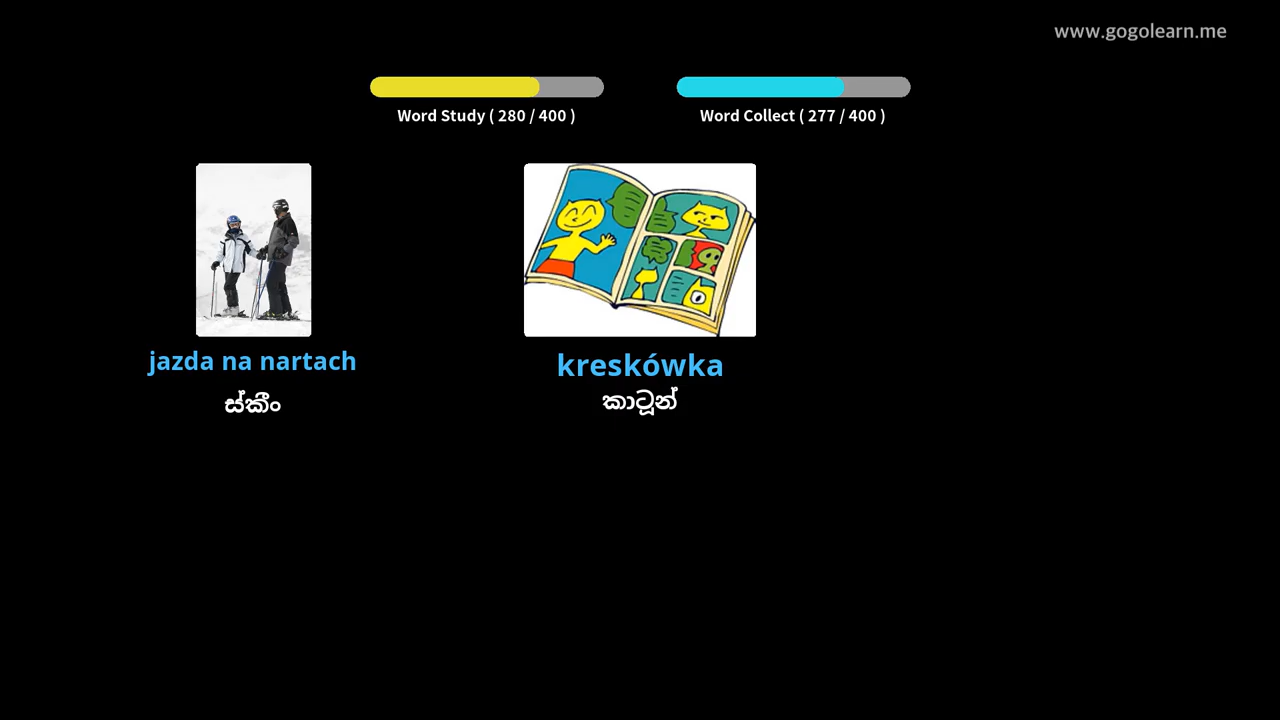 www.gogolearn.me
Word Study ( 280 / 400 )
Word Collect ( 277 / 400 )
jazda na nartach
ස්කීං
kreskówka
කාටූන්